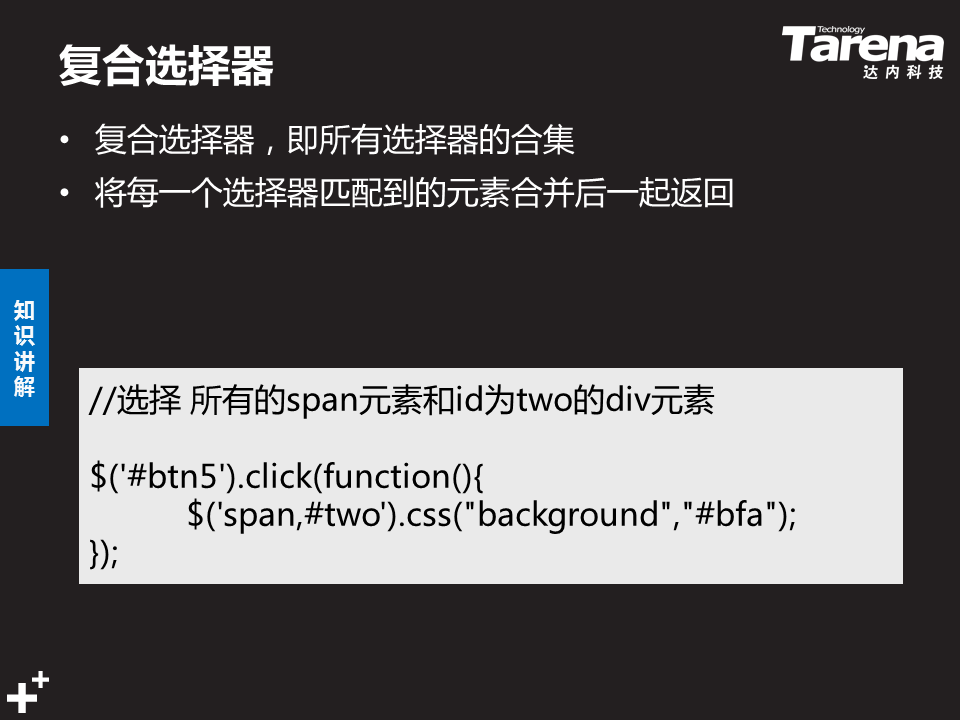 复合选择器
Technology
Tarena
达内科技
• 复合选择器，即所有选择器的合集
• 将每一个选择器匹配到的元素合并后一起返回
知
识
讲
解
//选择 所有的span元素和id为two的div元素
$('#btn5').click(function(){
$('span,#two').css("background","#bfa");
});